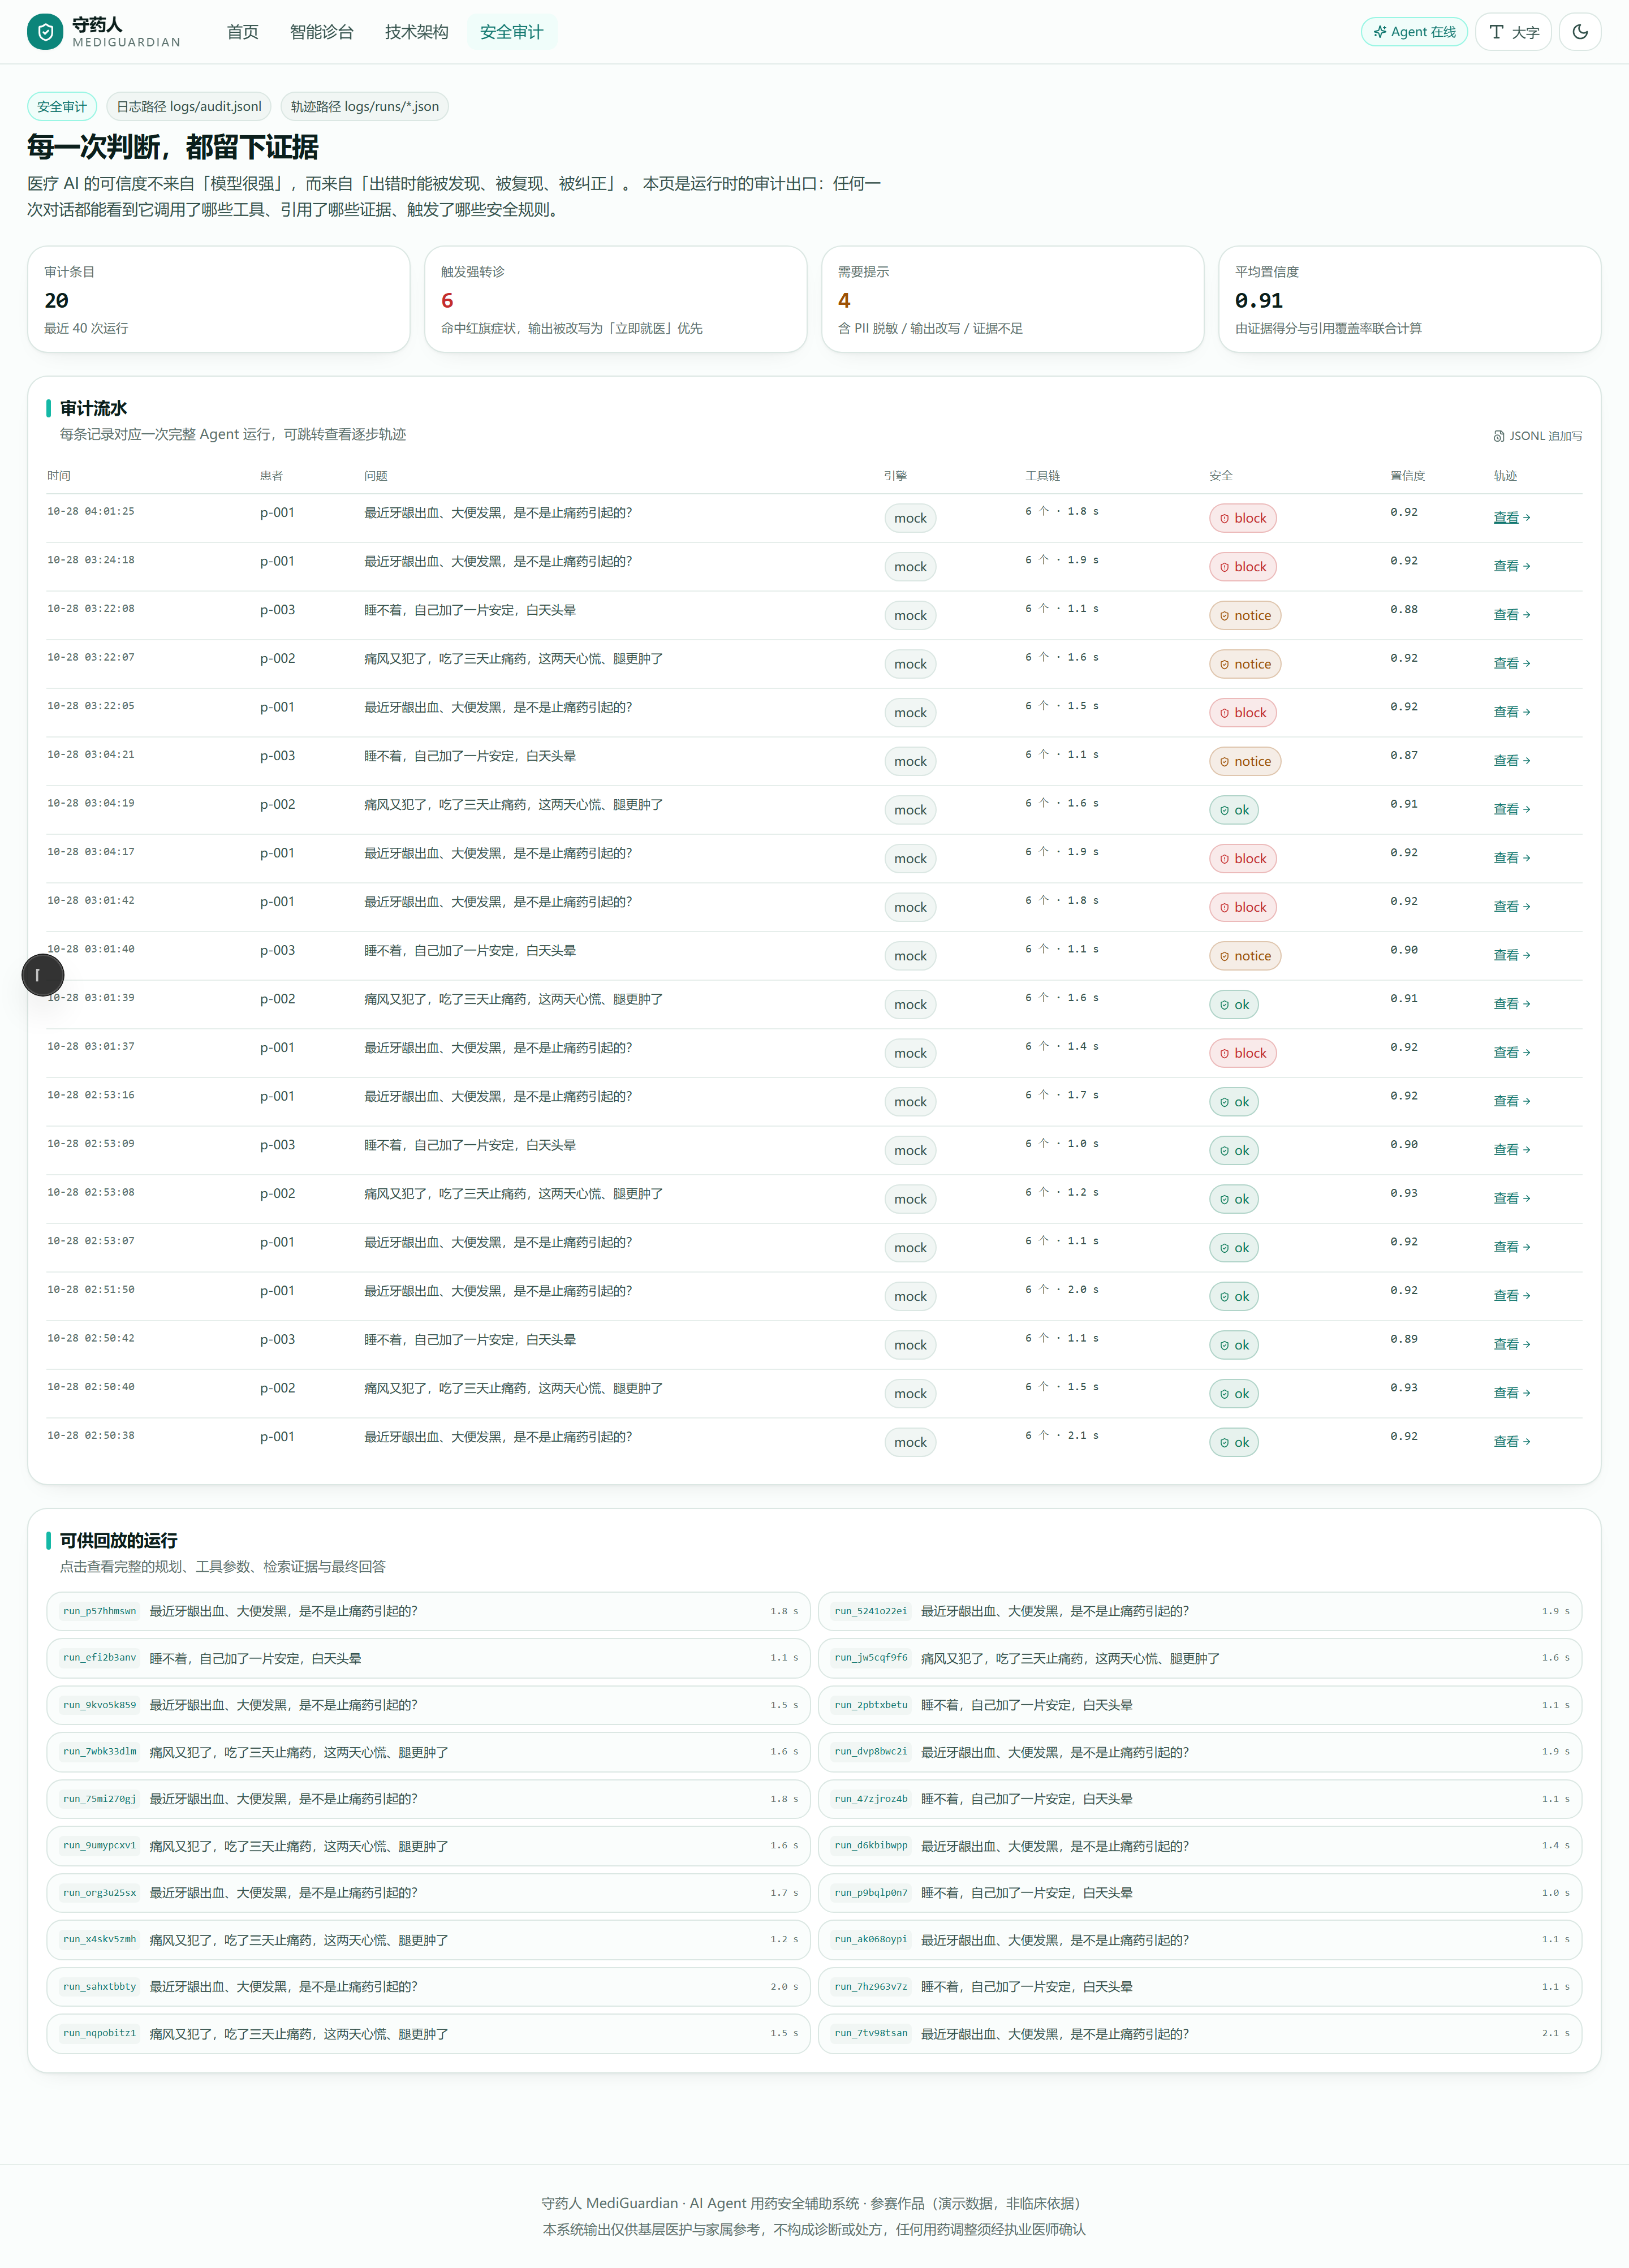 守药人
MEDIGUARDIAN
首页 智能诊台 技术架构 安全审计
Agent 在线 大字
安全审计 日志路径 logs/audit.jsonl 轨迹路径 logs/runs/*.json
每一次判断，都留下证据
医疗 AI 的可信度不来自「模型很强」，而来自「出错时能被发现、被复现、被纠正」。 本页是运行时的审计出口：任何一
次对话都能看到它调用了哪些工具、引用了哪些证据、触发了哪些安全规则。
审计条目
20
最近 40 次运行
触发强转诊
6
命中红旗症状，输出被改写为「立即就医」优先
需要提示
4
含 PII 脱敏 / 输出改写 / 证据不足
平均置信度
0.91
由证据得分与引用覆盖率联合计算
审计流水
每条记录对应一次完整 Agent 运行，可跳转查看逐步轨迹
JSONL 追加写
时间 患者 问题 引擎 工具链 安全 置信度 轨迹
10-28 04:01:25 p-001 最近牙龈出血、大便发黑，是不是止痛药引起的？ mock 6 个 · 1.8 s block 0.92 查看
10-28 03:24:18 p-001 最近牙龈出血、大便发黑，是不是止痛药引起的？ mock 6 个 · 1.9 s block 0.92 查看
10-28 03:22:08 p-003 睡不着，自己加了一片安定，白天头晕 mock 6 个 · 1.1 s notice 0.88 查看
10-28 03:22:07 p-002 痛风又犯了，吃了三天止痛药，这两天心慌、腿更肿了 mock 6 个 · 1.6 s notice 0.92 查看
10-28 03:22:05 p-001 最近牙龈出血、大便发黑，是不是止痛药引起的？ mock 6 个 · 1.5 s block 0.92 查看
10-28 03:04:21 p-003 睡不着，自己加了一片安定，白天头晕 mock 6 个 · 1.1 s notice 0.87 查看
10-28 03:04:19 p-002 痛风又犯了，吃了三天止痛药，这两天心慌、腿更肿了 mock 6 个 · 1.6 s ok 0.91 查看
10-28 03:04:17 p-001 最近牙龈出血、大便发黑，是不是止痛药引起的？ mock 6 个 · 1.9 s block 0.92 查看
10-28 03:01:42 p-001 最近牙龈出血、大便发黑，是不是止痛药引起的？ mock 6 个 · 1.8 s block 0.92 查看
10-28 03:01:40 p-003 睡不着，自己加了一片安定，白天头晕 mock 6 个 · 1.1 s notice 0.90 查看
10-28 03:01:39 p-002 痛风又犯了，吃了三天止痛药，这两天心慌、腿更肿了 mock 6 个 · 1.6 s ok 0.91 查看
10-28 03:01:37 p-001 最近牙龈出血、大便发黑，是不是止痛药引起的？ mock 6 个 · 1.4 s block 0.92 查看
10-28 02:53:16 p-001 最近牙龈出血、大便发黑，是不是止痛药引起的？ mock 6 个 · 1.7 s ok 0.92 查看
10-28 02:53:09 p-003 睡不着，自己加了一片安定，白天头晕 mock 6 个 · 1.0 s ok 0.90 查看
10-28 02:53:08 p-002 痛风又犯了，吃了三天止痛药，这两天心慌、腿更肿了 mock 6 个 · 1.2 s ok 0.93 查看
10-28 02:53:07 p-001 最近牙龈出血、大便发黑，是不是止痛药引起的？ mock 6 个 · 1.1 s ok 0.92 查看
10-28 02:51:50 p-001 最近牙龈出血、大便发黑，是不是止痛药引起的？ mock 6 个 · 2.0 s ok 0.92 查看
10-28 02:50:42 p-003 睡不着，自己加了一片安定，白天头晕 mock 6 个 · 1.1 s ok 0.89 查看
10-28 02:50:40 p-002 痛风又犯了，吃了三天止痛药，这两天心慌、腿更肿了 mock 6 个 · 1.5 s ok 0.93 查看
10-28 02:50:38 p-001 最近牙龈出血、大便发黑，是不是止痛药引起的？ mock 6 个 · 2.1 s ok 0.92 查看
可供回放的运行
点击查看完整的规划、工具参数、检索证据与最终回答
run_p57hhmswn 最近牙龈出血、大便发黑，是不是止痛药引起的？ 1.8 s
run_5241o22ei 最近牙龈出血、大便发黑，是不是止痛药引起的？ 1.9 s
run_efi2b3anv 睡不着，自己加了一片安定，白天头晕 1.1 s
run_jw5cqf9f6 痛风又犯了，吃了三天止痛药，这两天心慌、腿更肿了 1.6 s
run_9kvo5k859 最近牙龈出血、大便发黑，是不是止痛药引起的？ 1.5 s
run_2pbtxbetu 睡不着，自己加了一片安定，白天头晕 1.1 s
run_7wbk33dlm 痛风又犯了，吃了三天止痛药，这两天心慌、腿更肿了 1.6 s
run_dvp8bwc2i 最近牙龈出血、大便发黑，是不是止痛药引起的？ 1.9 s
run_75mi270gj 最近牙龈出血、大便发黑，是不是止痛药引起的？ 1.8 s
run_47zjroz4b 睡不着，自己加了一片安定，白天头晕 1.1 s
run_9umypcxv1 痛风又犯了，吃了三天止痛药，这两天心慌、腿更肿了 1.6 s
run_d6kbibwpp 最近牙龈出血、大便发黑，是不是止痛药引起的？ 1.4 s
run_org3u25sx 最近牙龈出血、大便发黑，是不是止痛药引起的？ 1.7 s
run_p9bqlp0n7 睡不着，自己加了一片安定，白天头晕 1.0 s
run_x4skv5zmh 痛风又犯了，吃了三天止痛药，这两天心慌、腿更肿了 1.2 s
run_ak068oypi 最近牙龈出血、大便发黑，是不是止痛药引起的？ 1.1 s
run_sahxtbbty 最近牙龈出血、大便发黑，是不是止痛药引起的？ 2.0 s
run_7hz963v7z 睡不着，自己加了一片安定，白天头晕 1.1 s
run_nqpobitz1 痛风又犯了，吃了三天止痛药，这两天心慌、腿更肿了 1.5 s
run_7tv98tsan 最近牙龈出血、大便发黑，是不是止痛药引起的？ 2.1 s
守药人 MediGuardian · AI Agent 用药安全辅助系统 · 参赛作品（演示数据，非临床依据）
本系统输出仅供基层医护与家属参考，不构成诊断或处方，任何用药调整须经执业医师确认